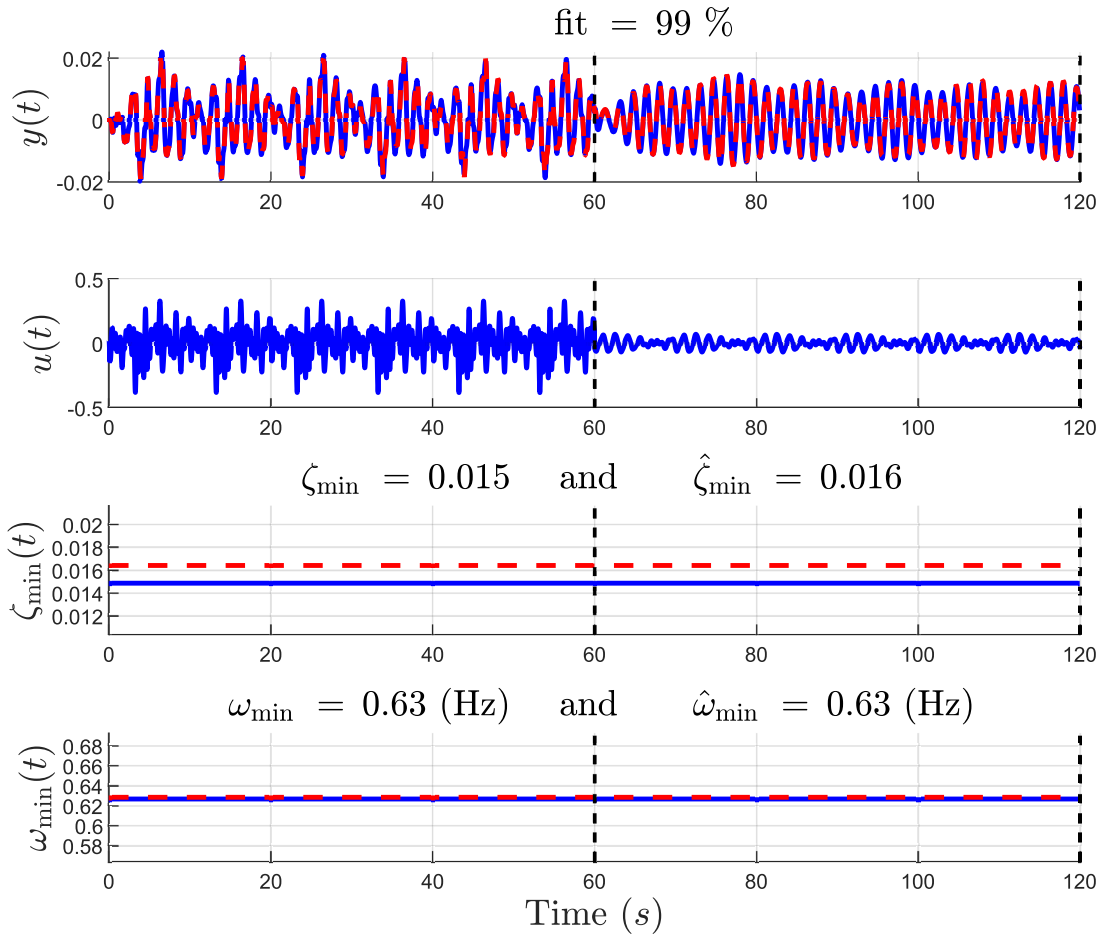 fit = 99 %
y(t)
0.02
0
-0.02
0 20 40 60 80 100 120
u(t)
0.5
0
-0.5
0 20 40 60 80 100 120
ζmin = 0.015 and ζ̂min = 0.016
ζmin(t)
0.02
0.018
0.016
0.014
0.012
0 20 40 60 80 100 120
ωmin = 0.63 (Hz) and ω̂min = 0.63 (Hz)
ωmin(t)
0.68
0.66
0.64
0.62
0.6
0.58
0 20 40 60 80 100 120
Time (s)